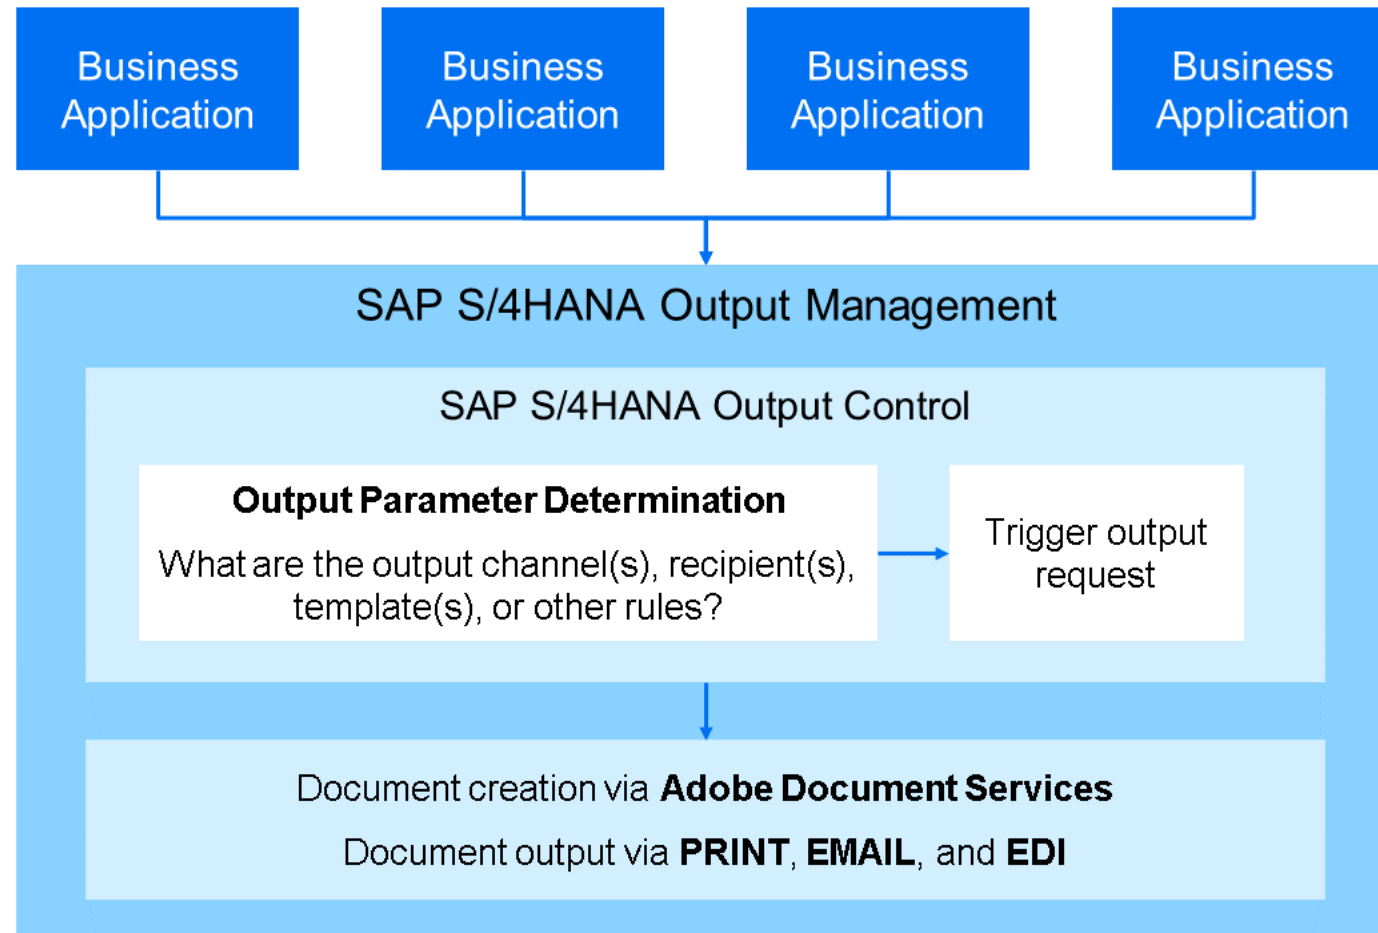 Business
Application
Business
Application
Business
Application
Business
Application
SAP S/4HANA Output Management
SAP S/4HANA Output Control
Output Parameter Determination
What are the output channel(s), recipient(s),
template(s), or other rules?
Trigger output
request
Document creation via Adobe Document Services
Document output via PRINT, EMAIL, and EDI